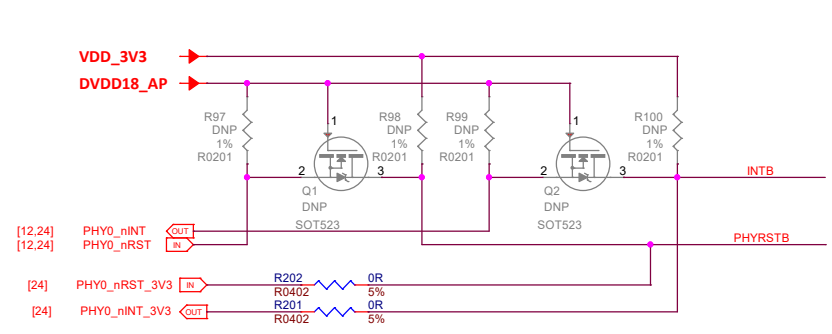 VDD_3V3
DVDD18_AP
R97
DNP
1%
R0201
1
R98
DNP
1%
R0201
R99
DNP
1%
R0201
1
R100
DNP
1%
R0201
2
3
Q1
DNP
SOT523
2
3
Q2
DNP
SOT523
INTB
[12,24] PHY0_nINT OUT
[12,24] PHY0_nRST IN
PHYRSTB
[24] PHY0_nRST_3V3 IN R202 0R
R0402 5%
[24] PHY0_nINT_3V3 OUT R201 0R
R0402 5%